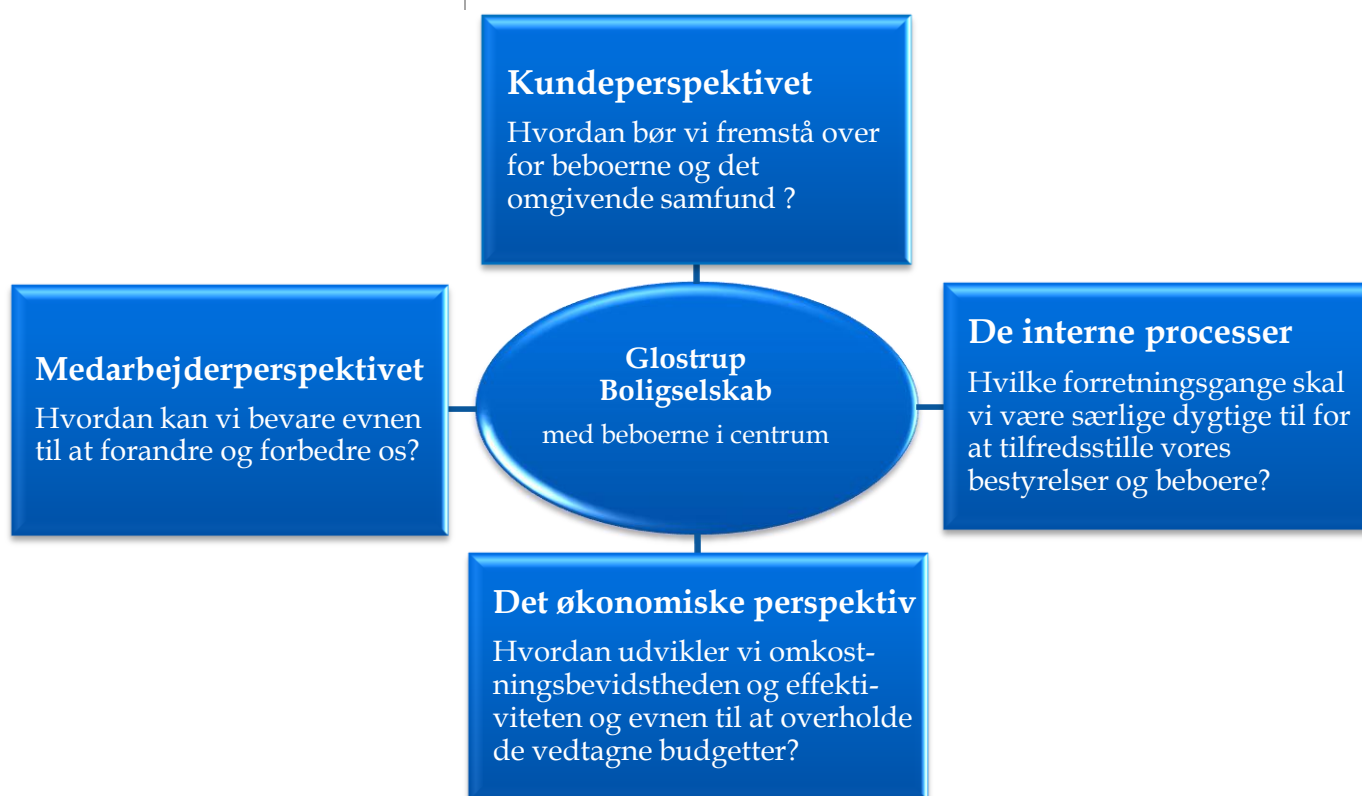 Kundeperspektivet
Hvordan bør vi fremstå over
for beboerne og det
omgivende samfund ?
Medarbejderperspektivet
Hvordan kan vi bevare evnen
til at forandre og forbedre os?
Glostrup
Boligselskab
med beboerne i centrum
De interne processer
Hvilke forretningsgange skal
vi være særlige dygtige til for
at tilfredsstille vores
bestyrelser og beboere?
Det økonomiske perspektiv
Hvordan udvikler vi omkost-
ningsbevidstheden og effekti-
viteten og evnen til at overholde
de vedtagne budgetter?